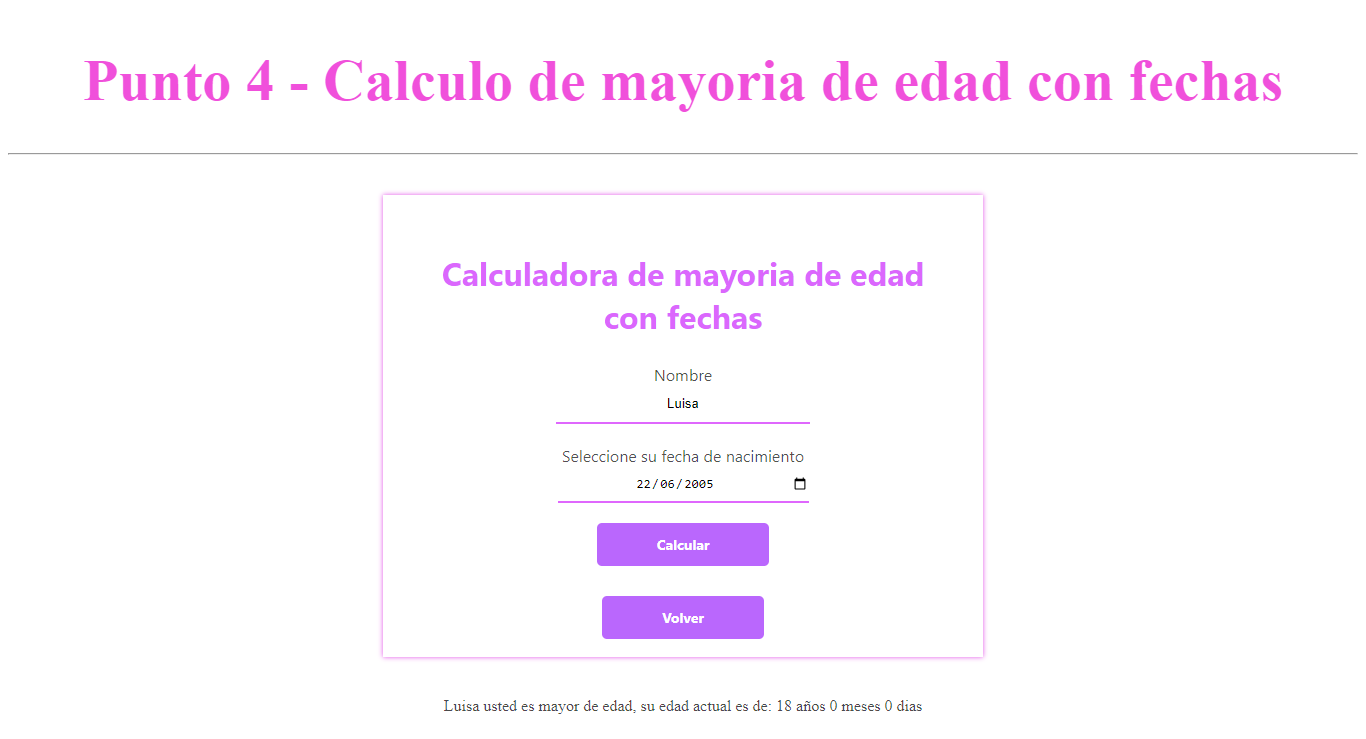 Punto 4 - Calculo de mayoria de edad con fechas
Calculadora de mayoria de edad
con fechas
Nombre
Luisa
Seleccione su fecha de nacimiento
22/06/2005
Calcular
Volver
Luisa usted es mayor de edad, su edad actual es de: 18 años 0 meses 0 dias